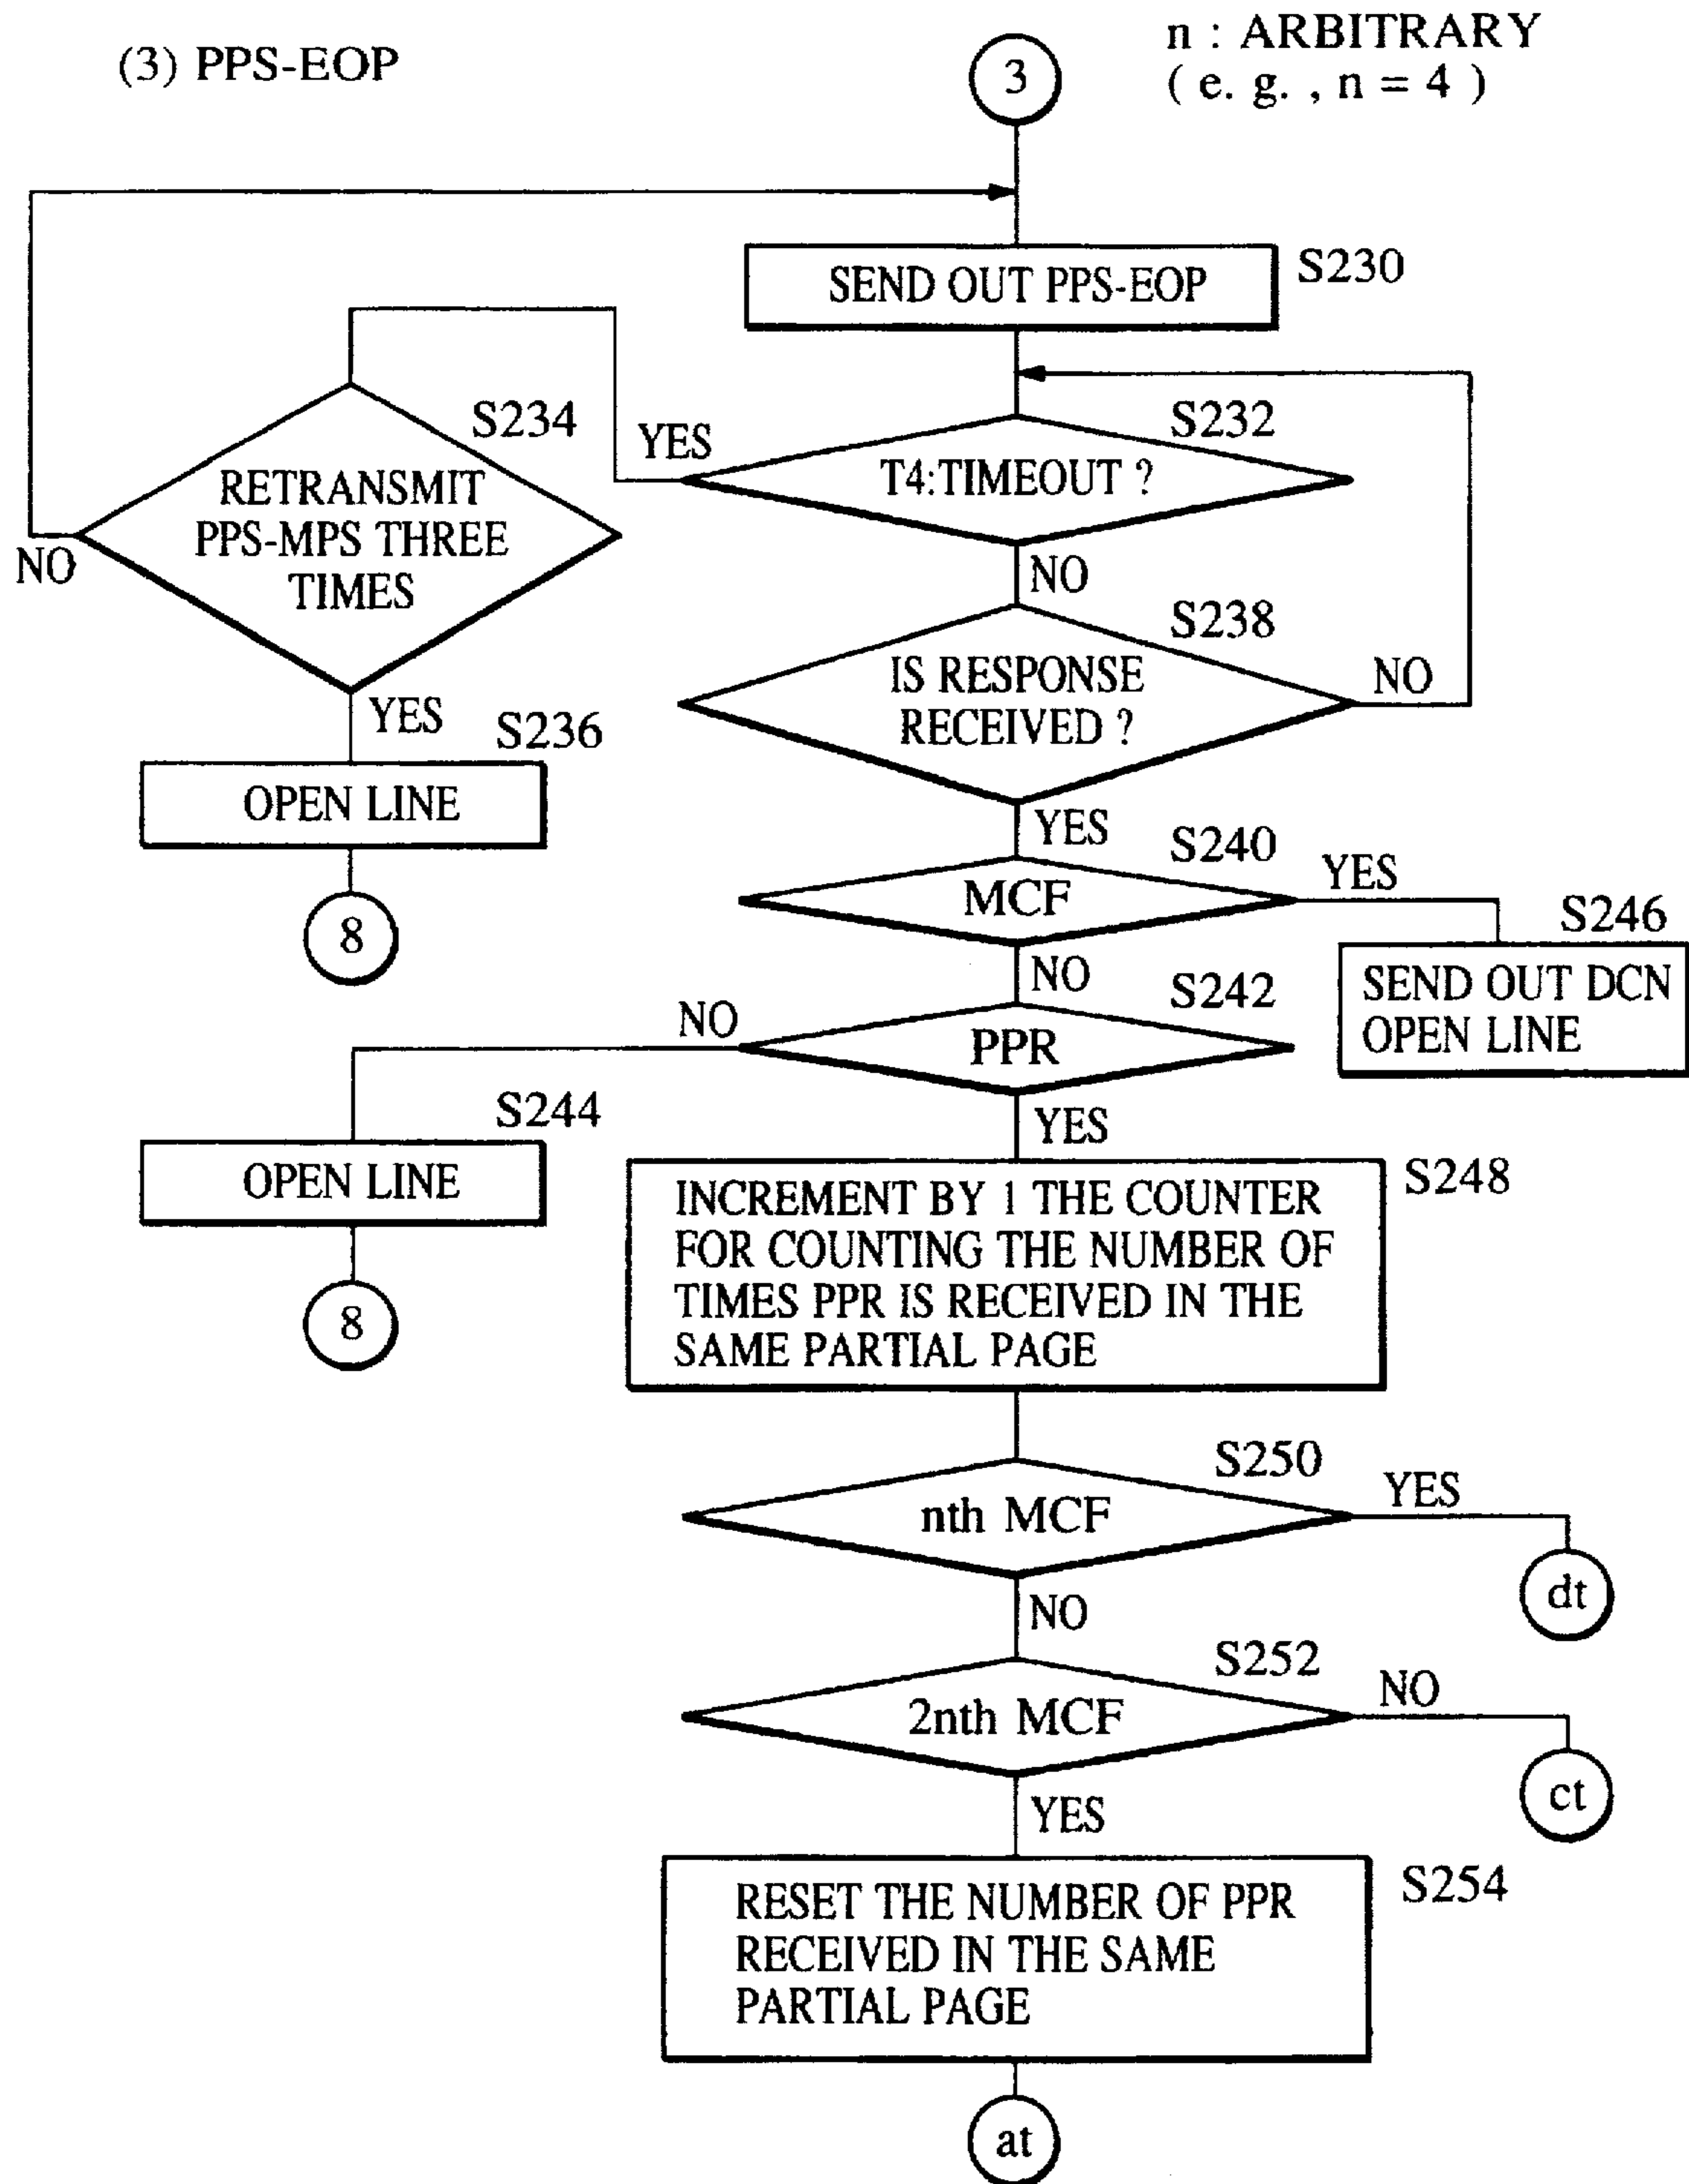 (3) PPS-EOP
3
n : ARBITRARY
( e. g. , n = 4 )
SEND OUT PPS-EOP
S230
S234
YES
S232
T4:TIMEOUT ?
RETRANSMIT
PPS-MPS THREE
TIMES
NO
NO
S238
IS RESPONSE
RECEIVED ?
NO
YES
S236
OPEN LINE
8
YES
S240
MCF
YES
S246
SEND OUT DCN
OPEN LINE
NO
S242
NO
PPR
S244
OPEN LINE
8
YES
S248
INCREMENT BY 1 THE COUNTER
FOR COUNTING THE NUMBER OF
TIMES PPR IS RECEIVED IN THE
SAME PARTIAL PAGE
S250
nth MCF
YES
dt
NO
S252
2nth MCF
NO
ct
YES
S254
RESET THE NUMBER OF PPR
RECEIVED IN THE SAME
PARTIAL PAGE
at